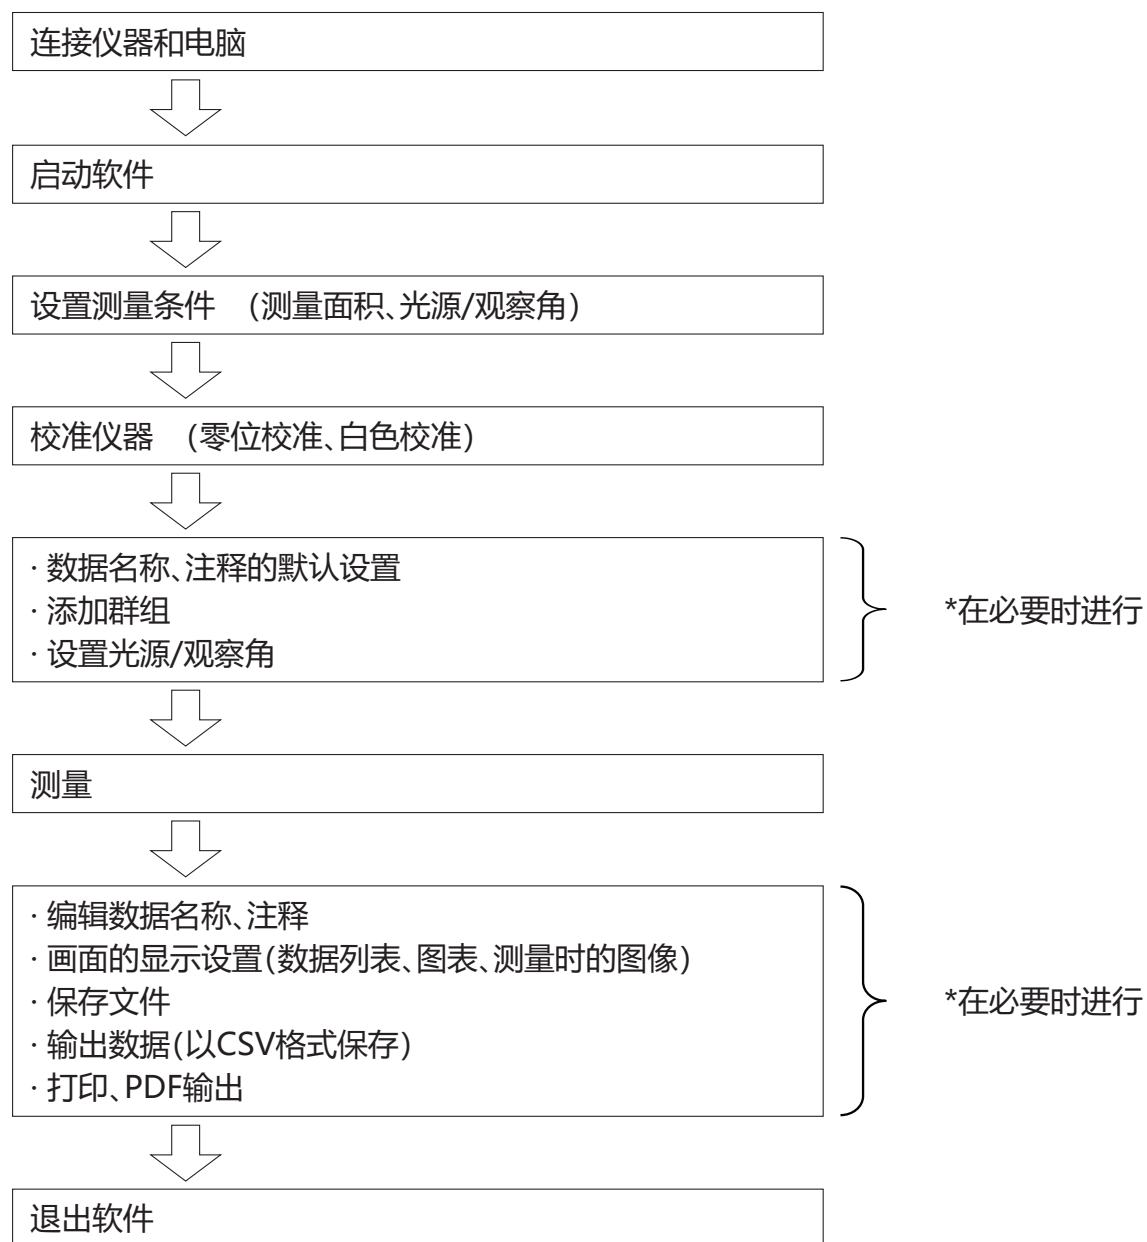 连接仪器和电脑
启动软件
设置测量条件 (测量面积、光源/观察角)
校准仪器 (零位校准、白色校准)
· 数据名称、注释的默认设置
· 添加群组
· 设置光源/观察角
*在必要时进行
测量
· 编辑数据名称、注释
· 画面的显示设置(数据列表、图表、测量时的图像)
· 保存文件
· 输出数据(以CSV格式保存)
· 打印、PDF输出
*在必要时进行
退出软件